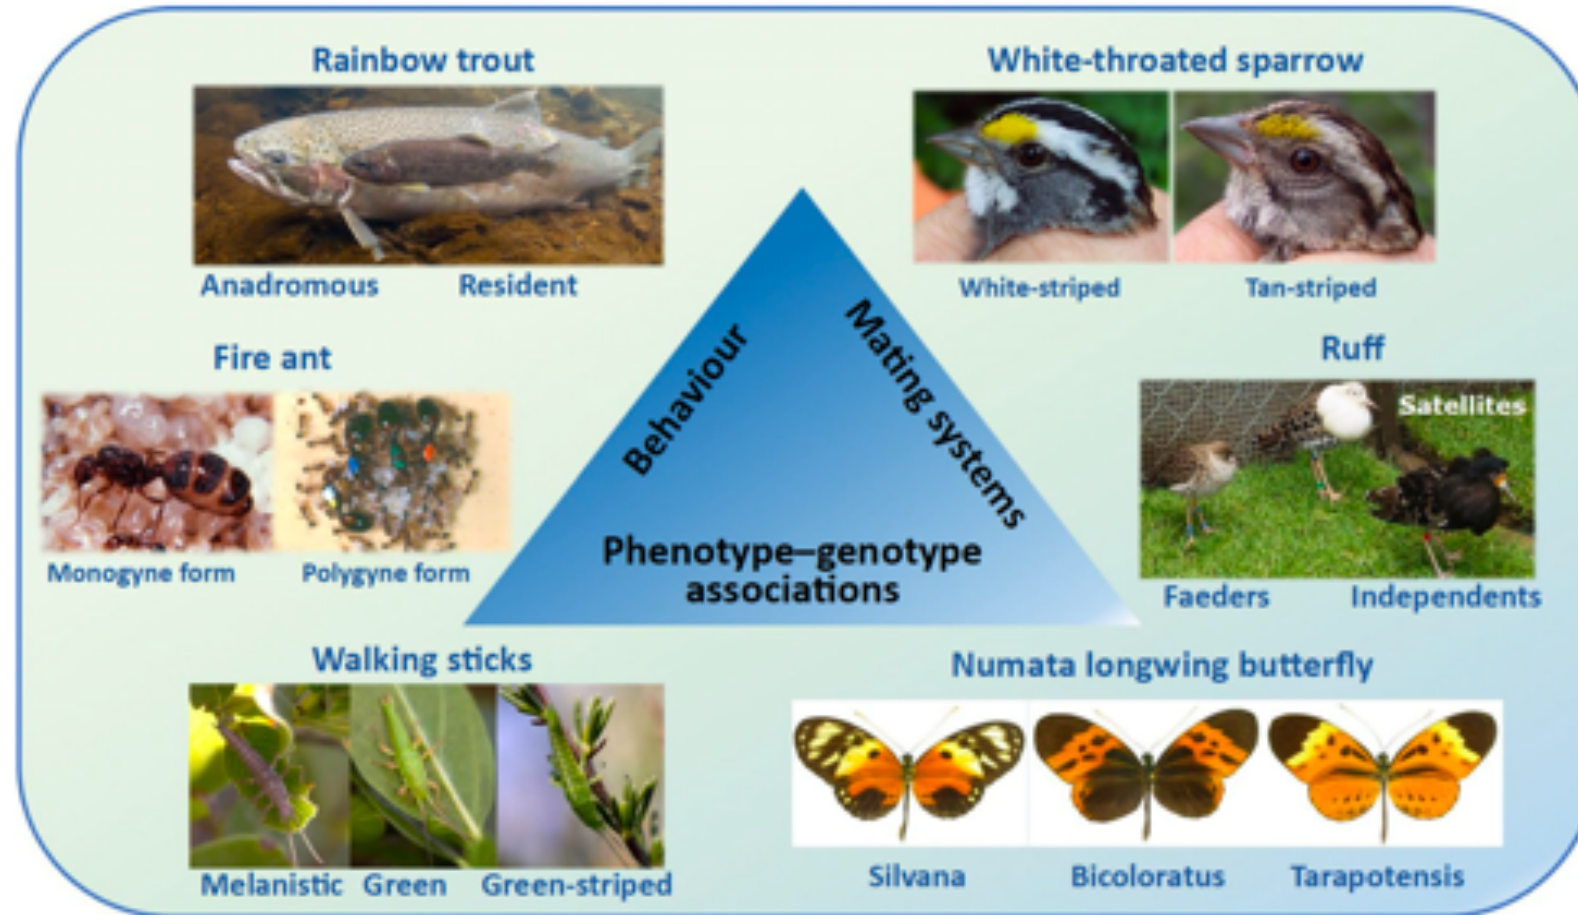 Rainbow trout
White-throated sparrow
Anadromous
Resident
White-striped
Tan-striped
Fire ant
Ruff
Satellites
Behaviour
Mating systems
Monogyne form
Polygyne form
Phenotype–genotype
associations
Faeders
Independents
Walking sticks
Numata longwing butterfly
Melanistic
Green
Green-striped
Silvana
Bicoloratus
Tarapotensis